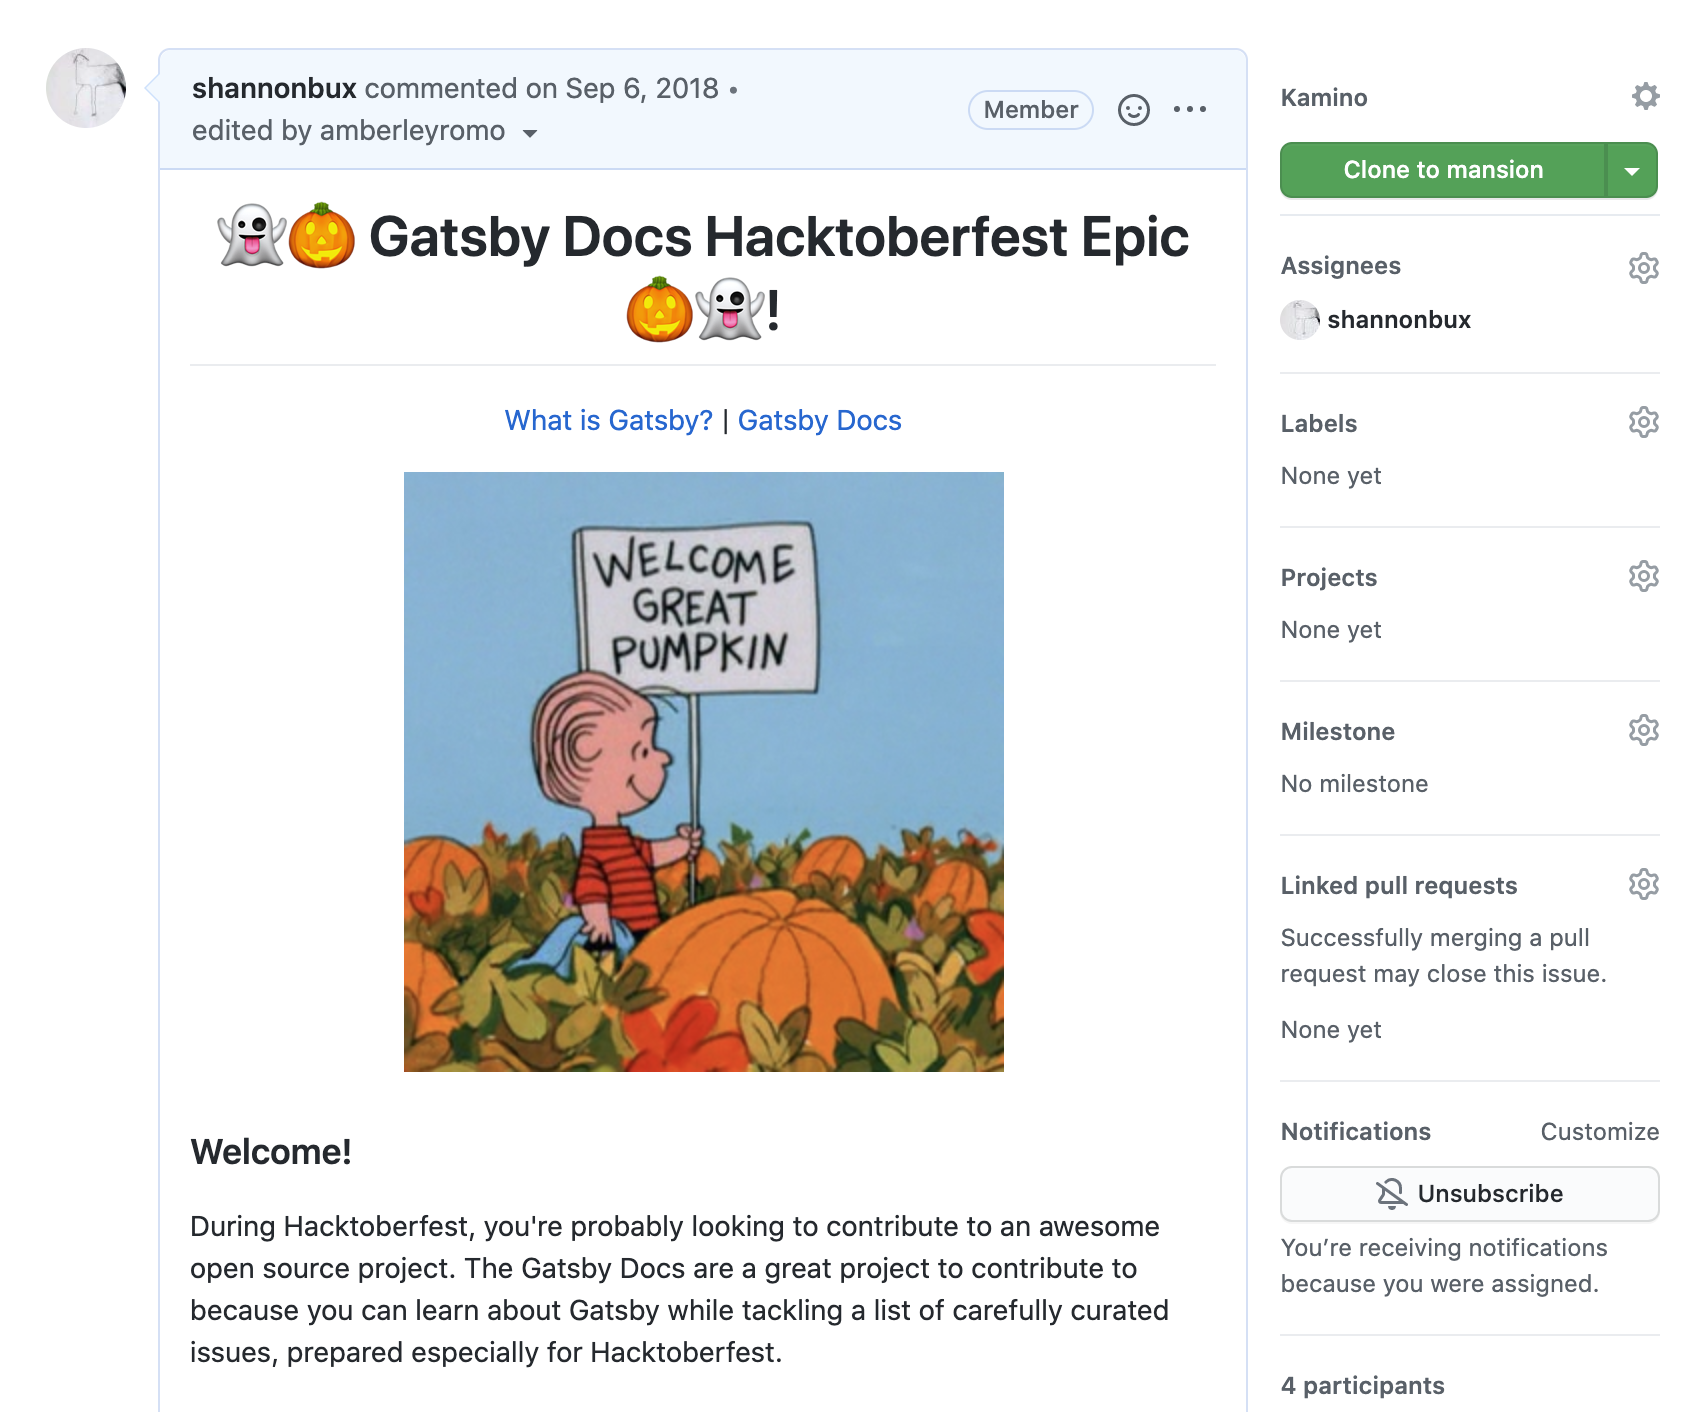 shannonbux commented on Sep 6, 2018 •
edited by amberleyromo
Member
👻🎃 Gatsby Docs Hacktoberfest Epic
🎃👻!
What is Gatsby? | Gatsby Docs
WELCOME
GREAT
PUMPKIN
Welcome!
During Hacktoberfest, you're probably looking to contribute to an awesome
open source project. The Gatsby Docs are a great project to contribute to
because you can learn about Gatsby while tackling a list of carefully curated
issues, prepared especially for Hacktoberfest.
Kamino
Clone to mansion
Assignees
shannonbux
Labels
None yet
Projects
None yet
Milestone
No milestone
Linked pull requests
Successfully merging a pull
request may close this issue.
None yet
Notifications
Customize
Unsubscribe
You’re receiving notifications
because you were assigned.
4 participants